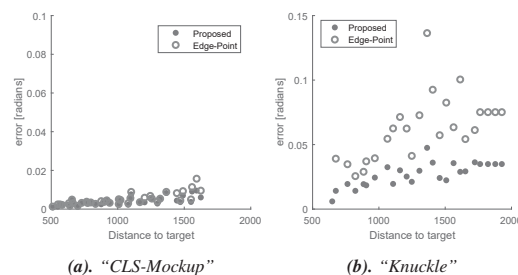 0.1
0.08
0.06
0.04
0.02
0
error [radians]
500
1000
1500
2000
Distance to target
Proposed
Edge-Point
(a). “CLS-Mockup”
0.15
0.1
0.05
0
error [radians]
500
1000
1500
2000
Distance to target
Proposed
Edge-Point
(b). “Knuckle”